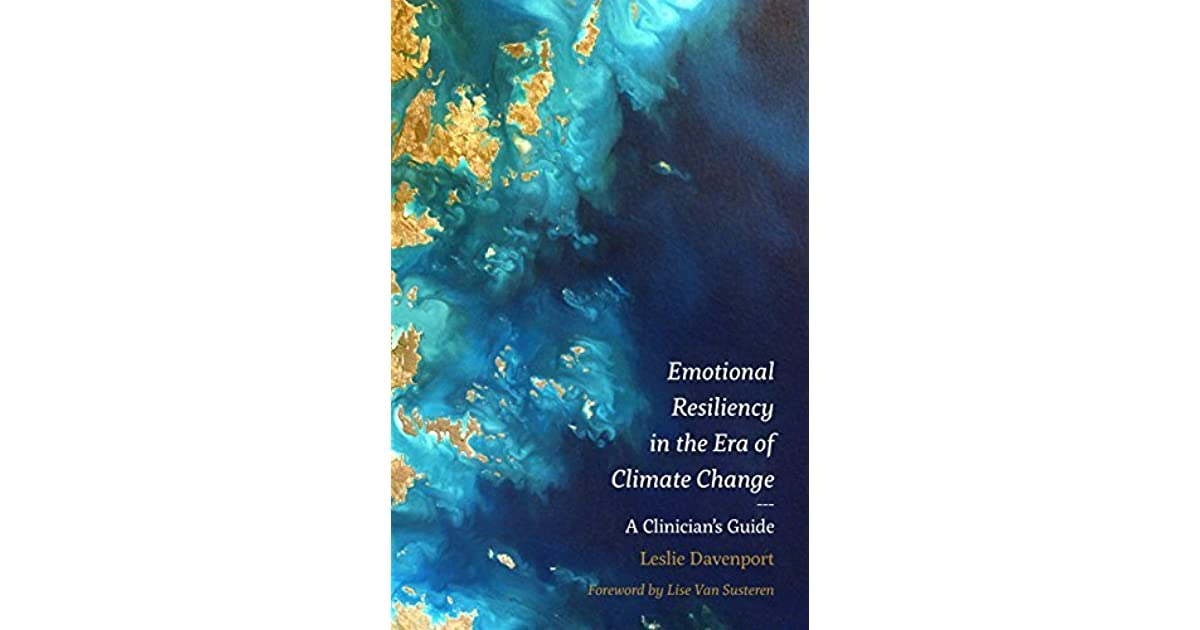 Emotional
Resiliency
in the Era of
Climate Change
---
A Clinician's Guide
Leslie Davenport
Foreword by Lise Van Susteren